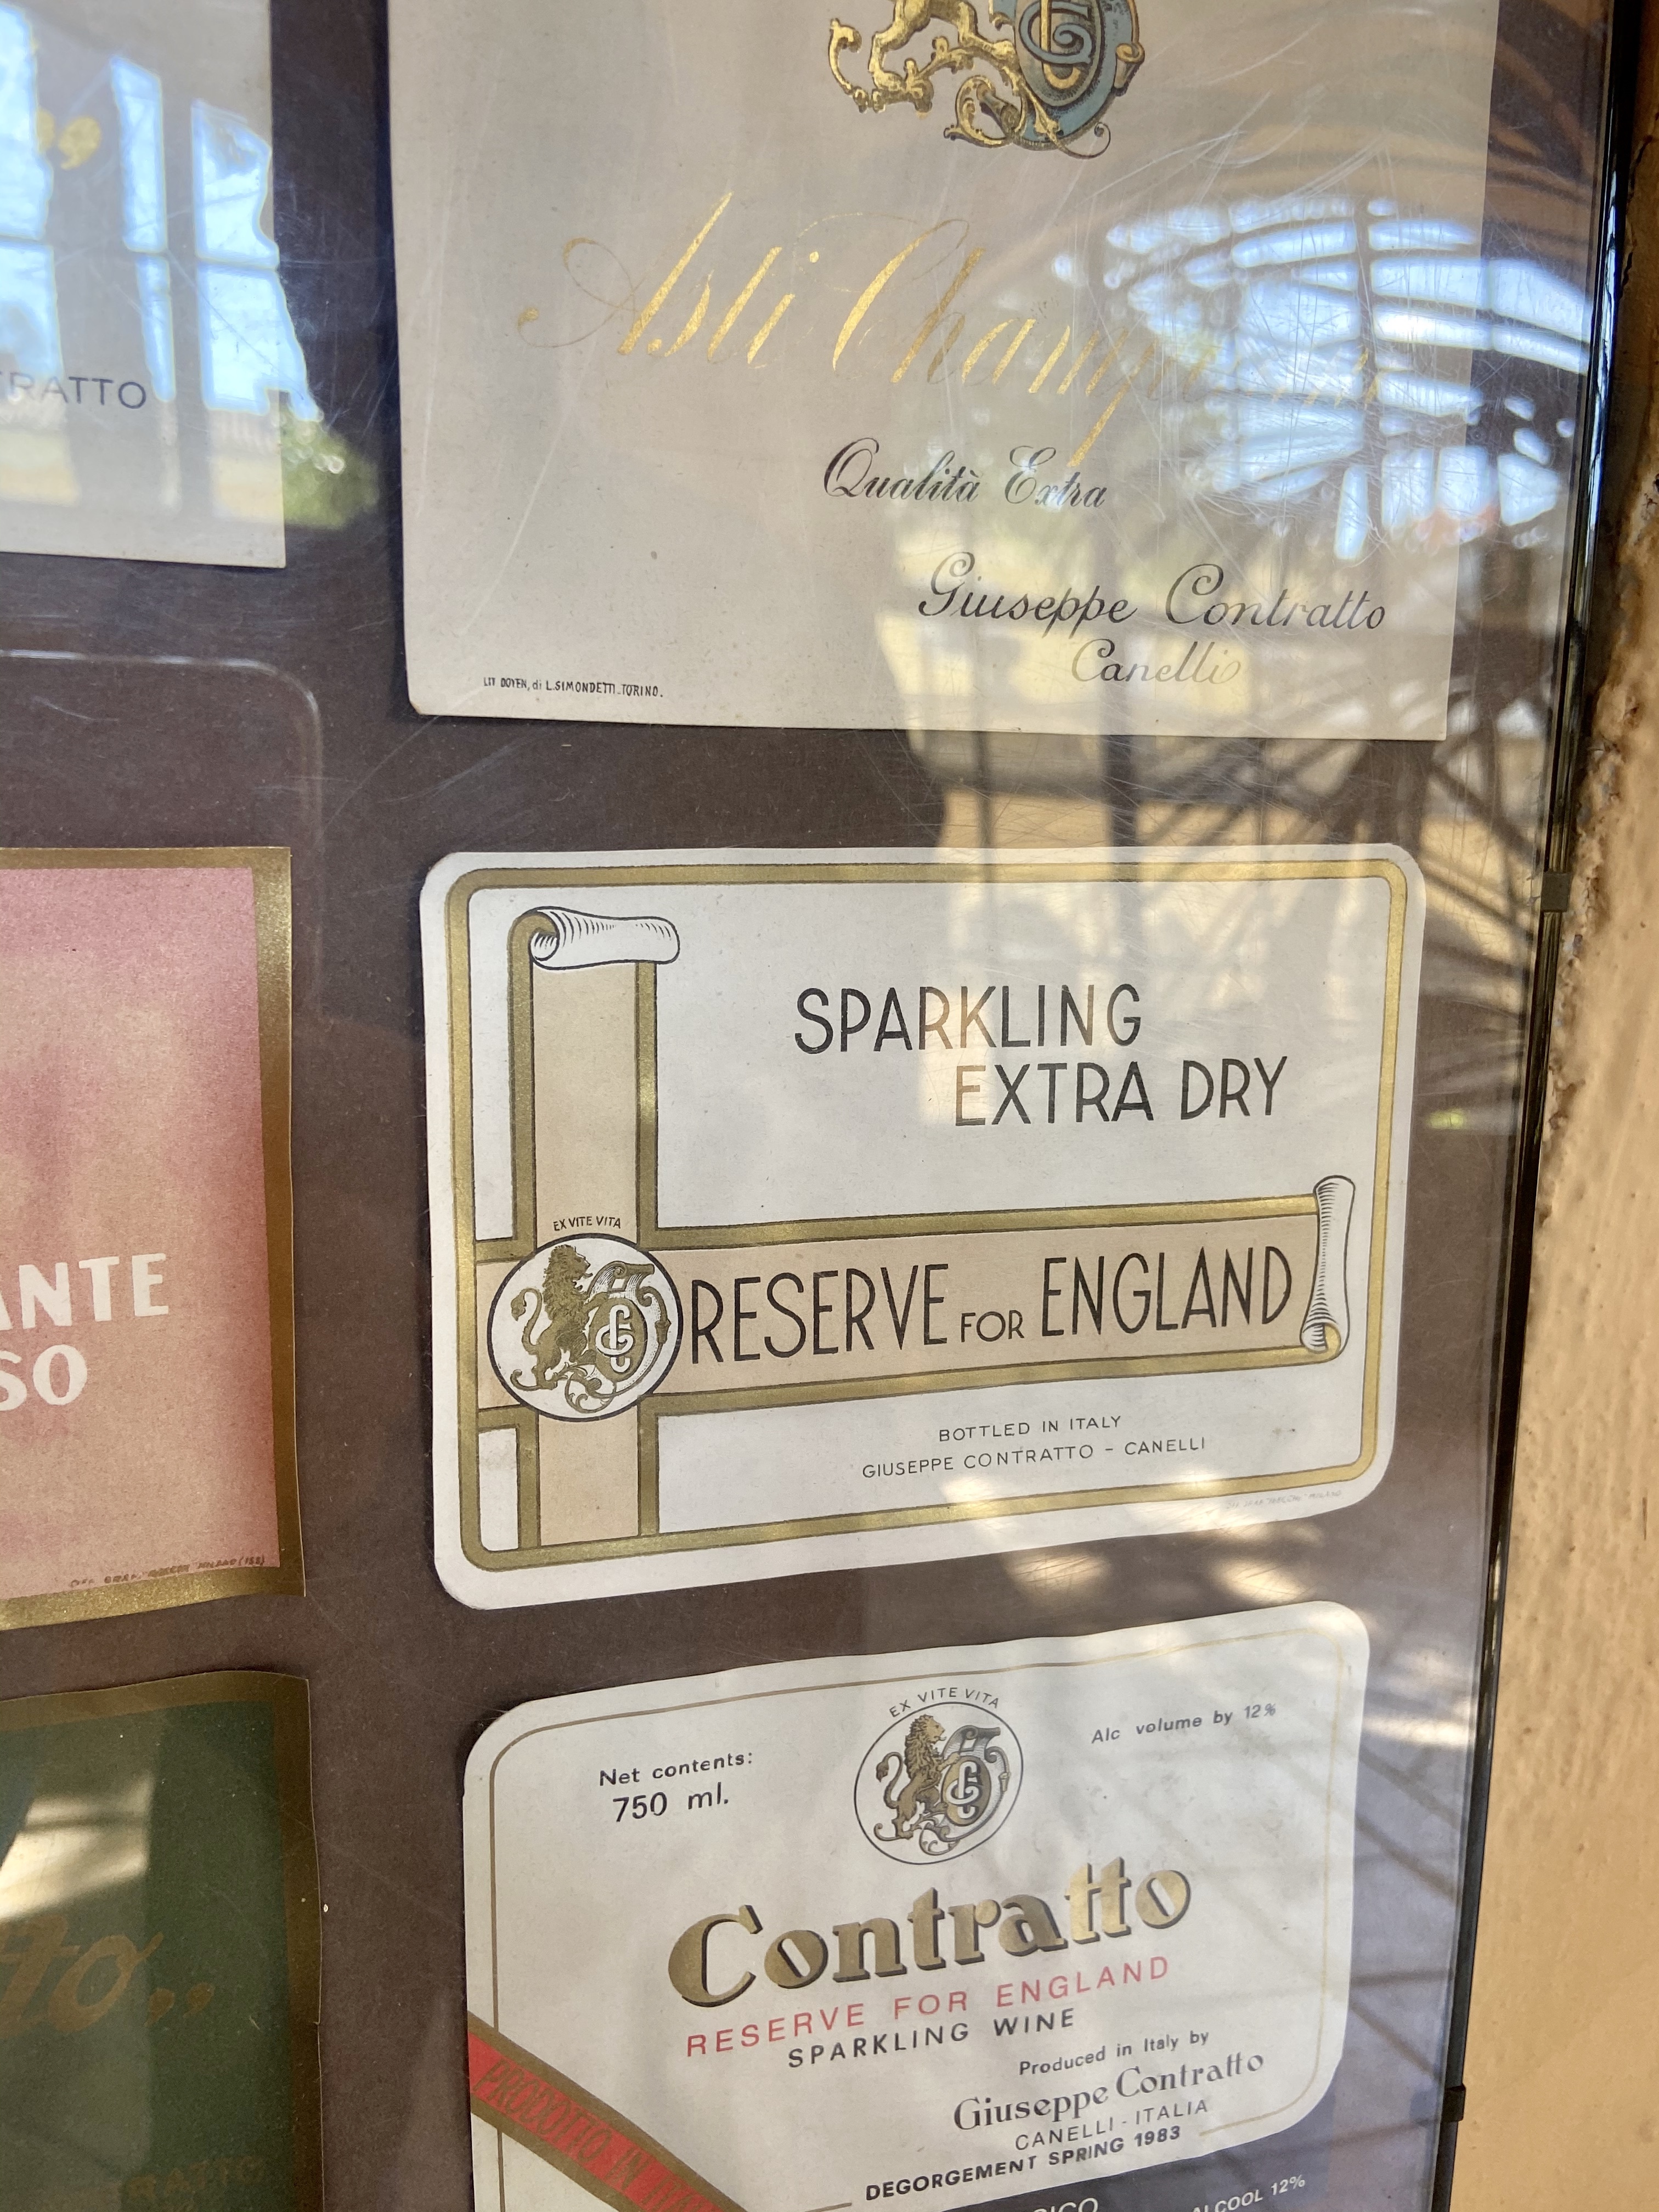 ”
RATTO
Asti
Qualità Extra
Giuseppe Contratto
Canelli
LIT DOYEN, di L. SIMONDETTI-TORINO.
ANTE
SO
SPARKLING
EXTRA DRY
EX VITE VITA
RESERVE FOR ENGLAND
BOTTLED IN ITALY
GIUSEPPE CONTRATTO - CANELLI
tto„
EX VITE VITA
Net contents:
750 ml.
Alc volume by 12%
Contratto
RESERVE FOR ENGLAND
SPARKLING WINE
Produced in Italy by
Giuseppe Contratto
CANELLI - ITALIA
DEGORGEMENT SPRING 1983
PRODOTTO IN
ALCOOL 12%